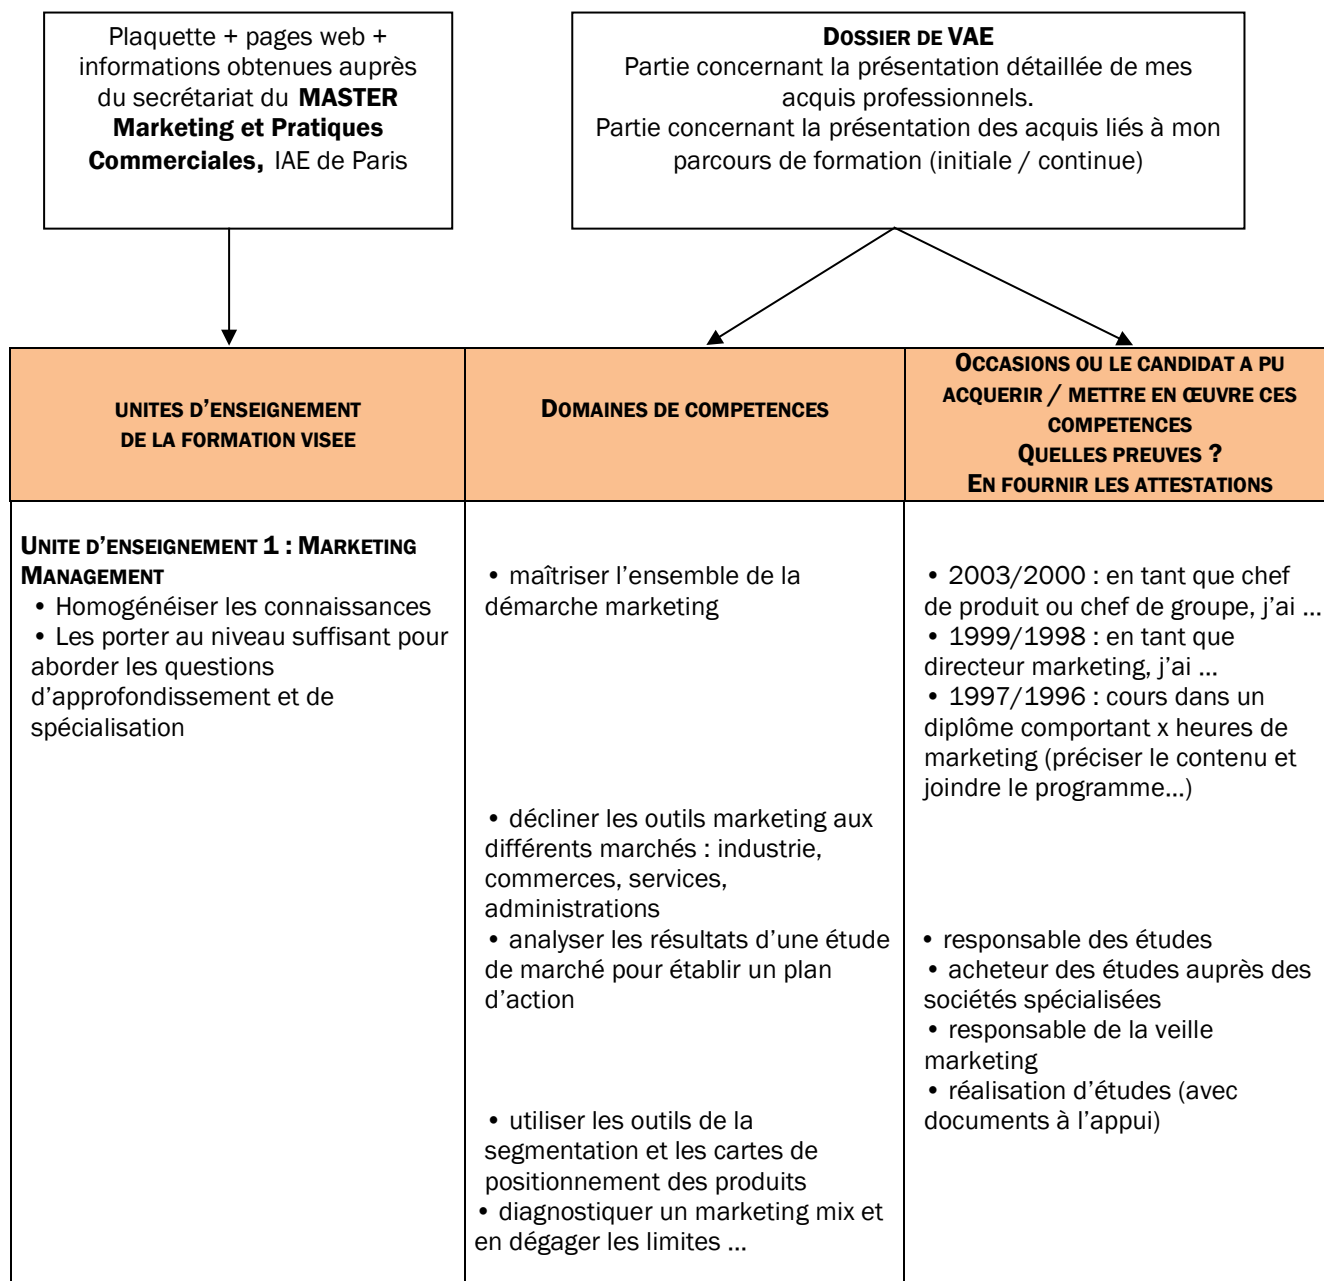 Plaquette + pages web +
informations obtenues auprès
du secrétariat du MASTER
Marketing et Pratiques
Commerciales, IAE de Paris
DOSSIER DE VAE
Partie concernant la présentation détaillée de mes
acquis professionnels.
Partie concernant la présentation des acquis liés à mon
parcours de formation (initiale / continue)
UNITES D’ENSEIGNEMENT
DE LA FORMATION VISEE
DOMAINES DE COMPETENCES
OCCASIONS OU LE CANDIDAT A PU
ACQUERIR / METTRE EN ŒUVRE CES
COMPETENCES
QUELLES PREUVES ?
EN FOURNIR LES ATTESTATIONS
UNITE D’ENSEIGNEMENT 1 : MARKETING
MANAGEMENT
• Homogénéiser les connaissances
• Les porter au niveau suffisant pour
aborder les questions
d’approfondissement et de
spécialisation
• maîtriser l’ensemble de la
démarche marketing
• décliner les outils marketing aux
différents marchés : industrie,
commerces, services,
administrations
• analyser les résultats d’une étude
de marché pour établir un plan
d’action
• utiliser les outils de la
segmentation et les cartes de
positionnement des produits
• diagnostiquer un marketing mix et
en dégager les limites ...
• 2003/2000 : en tant que chef
de produit ou chef de groupe, j’ai ...
• 1999/1998 : en tant que
directeur marketing, j’ai ...
• 1997/1996 : cours dans un
diplôme comportant x heures de
marketing (préciser le contenu et
joindre le programme...)
• responsable des études
• acheteur des études auprès des
sociétés spécialisées
• responsable de la veille
marketing
• réalisation d’études (avec
documents à l’appui)